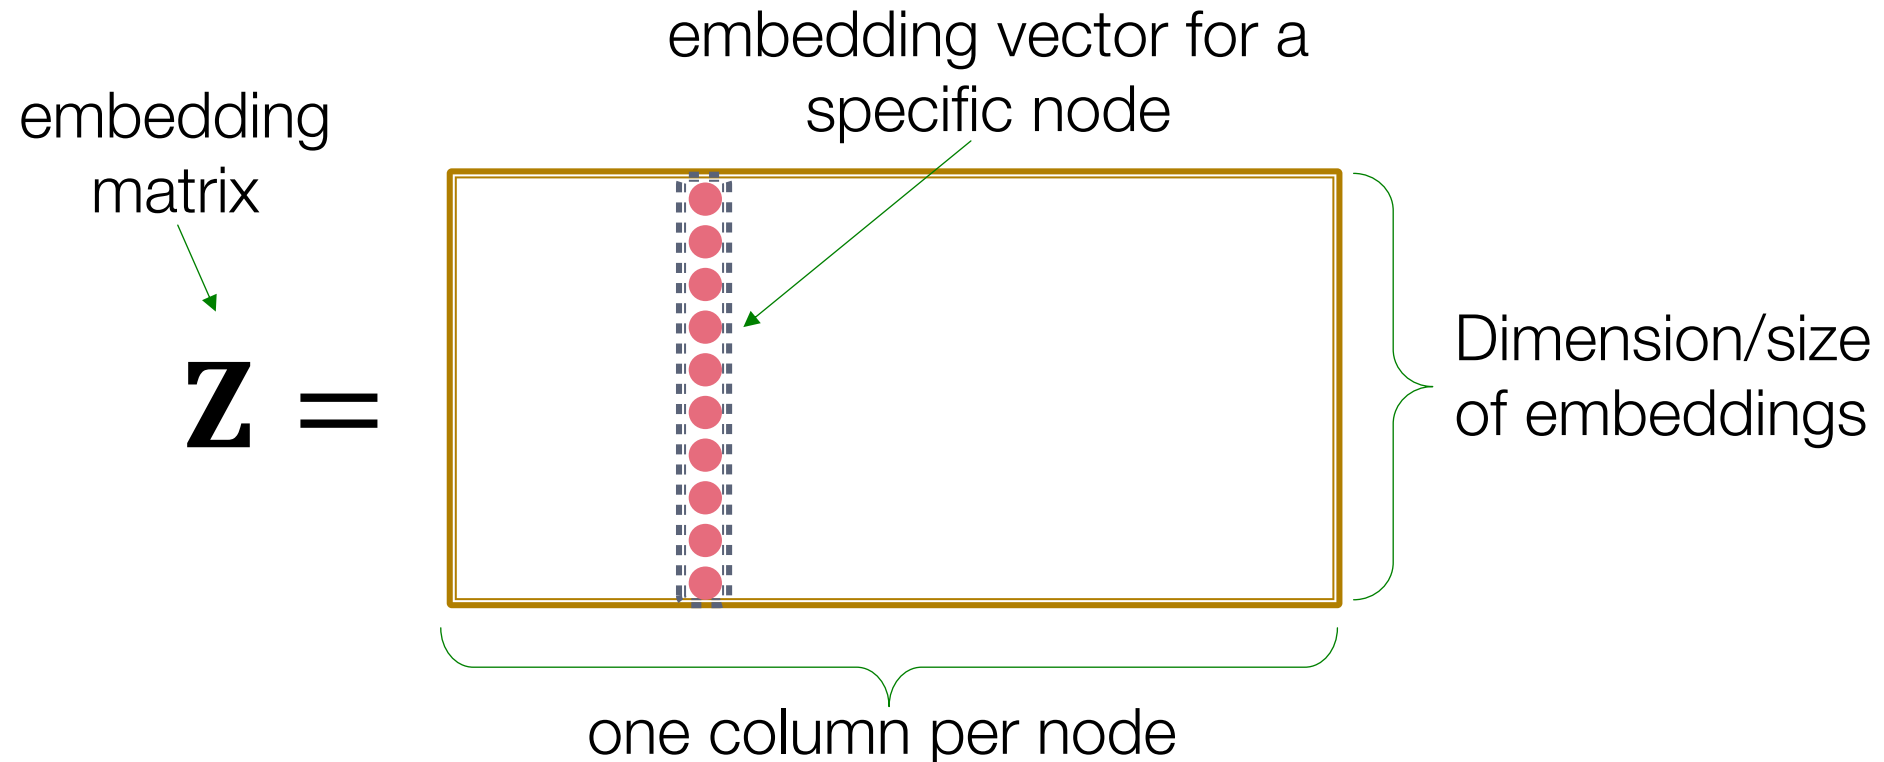 embedding vector for a
specific node
embedding
matrix
Z =
Dimension/size
of embeddings
one column per node